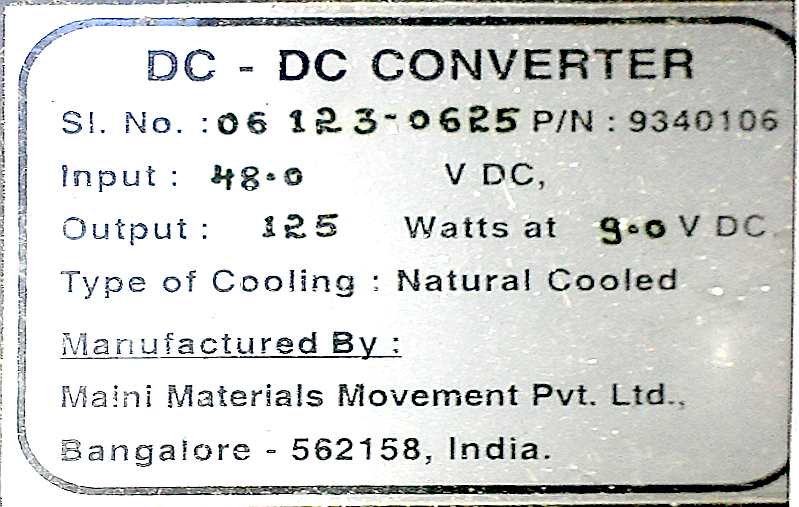 DC - DC CONVERTER
Sl. No. : 06 123-0625 P/N : 9340106
Input : 48.0 V DC,
Output : 125 Watts at 9.0 V DC.
Type of Cooling : Natural Cooled
Manufactured By :
Maini Materials Movement Pvt. Ltd.,
Bangalore - 562158, India.